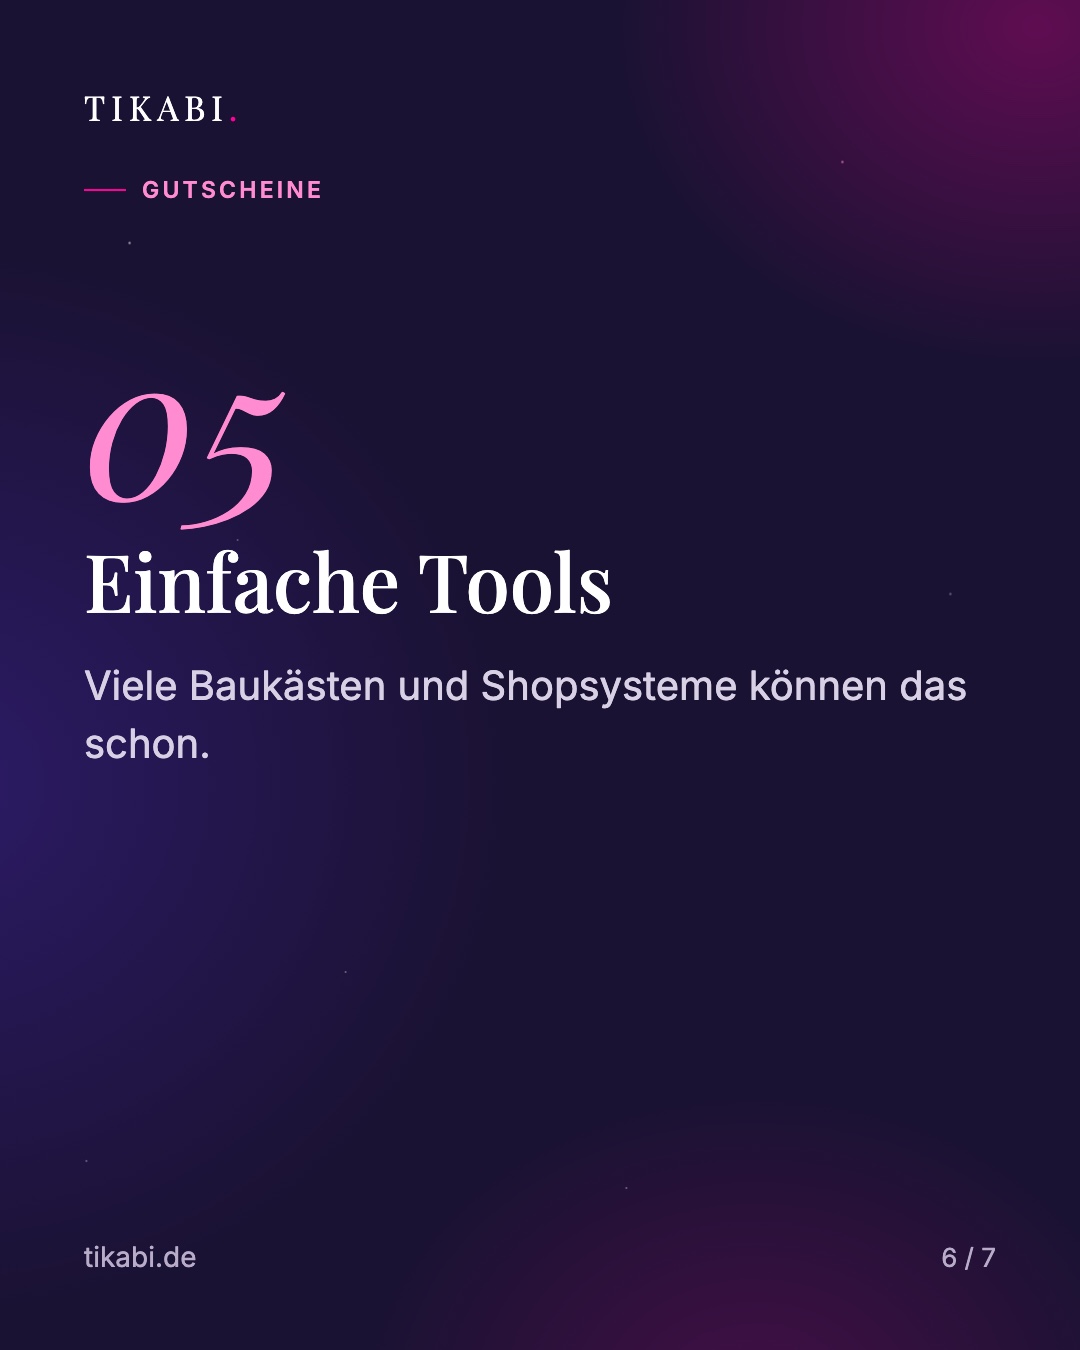 TIKABI.
GUTSCHEINE
05
Einfache Tools
Viele Baukästen und Shopsysteme können das
schon.
tikabi.de
6 / 7